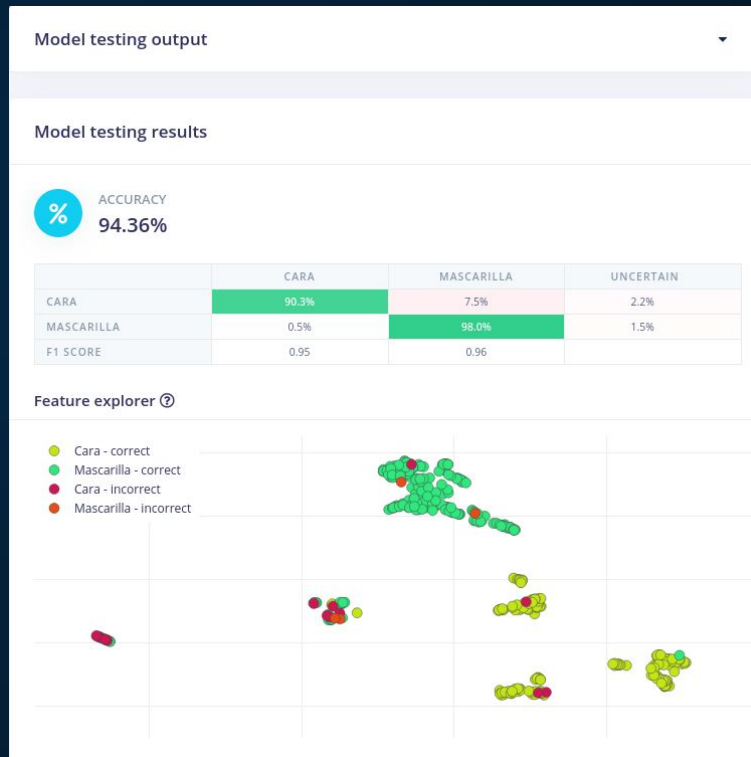 Model testing output
Model testing results
%
ACCURACY
94.36%
CARA MASCARILLA UNCERTAIN
CARA 90.3% 7.5% 2.2%
MASCARILLA 0.5% 98.0% 1.5%
F1 SCORE 0.95 0.96
Feature explorer ?
Cara - correct
Mascarilla - correct
Cara - incorrect
Mascarilla - incorrect